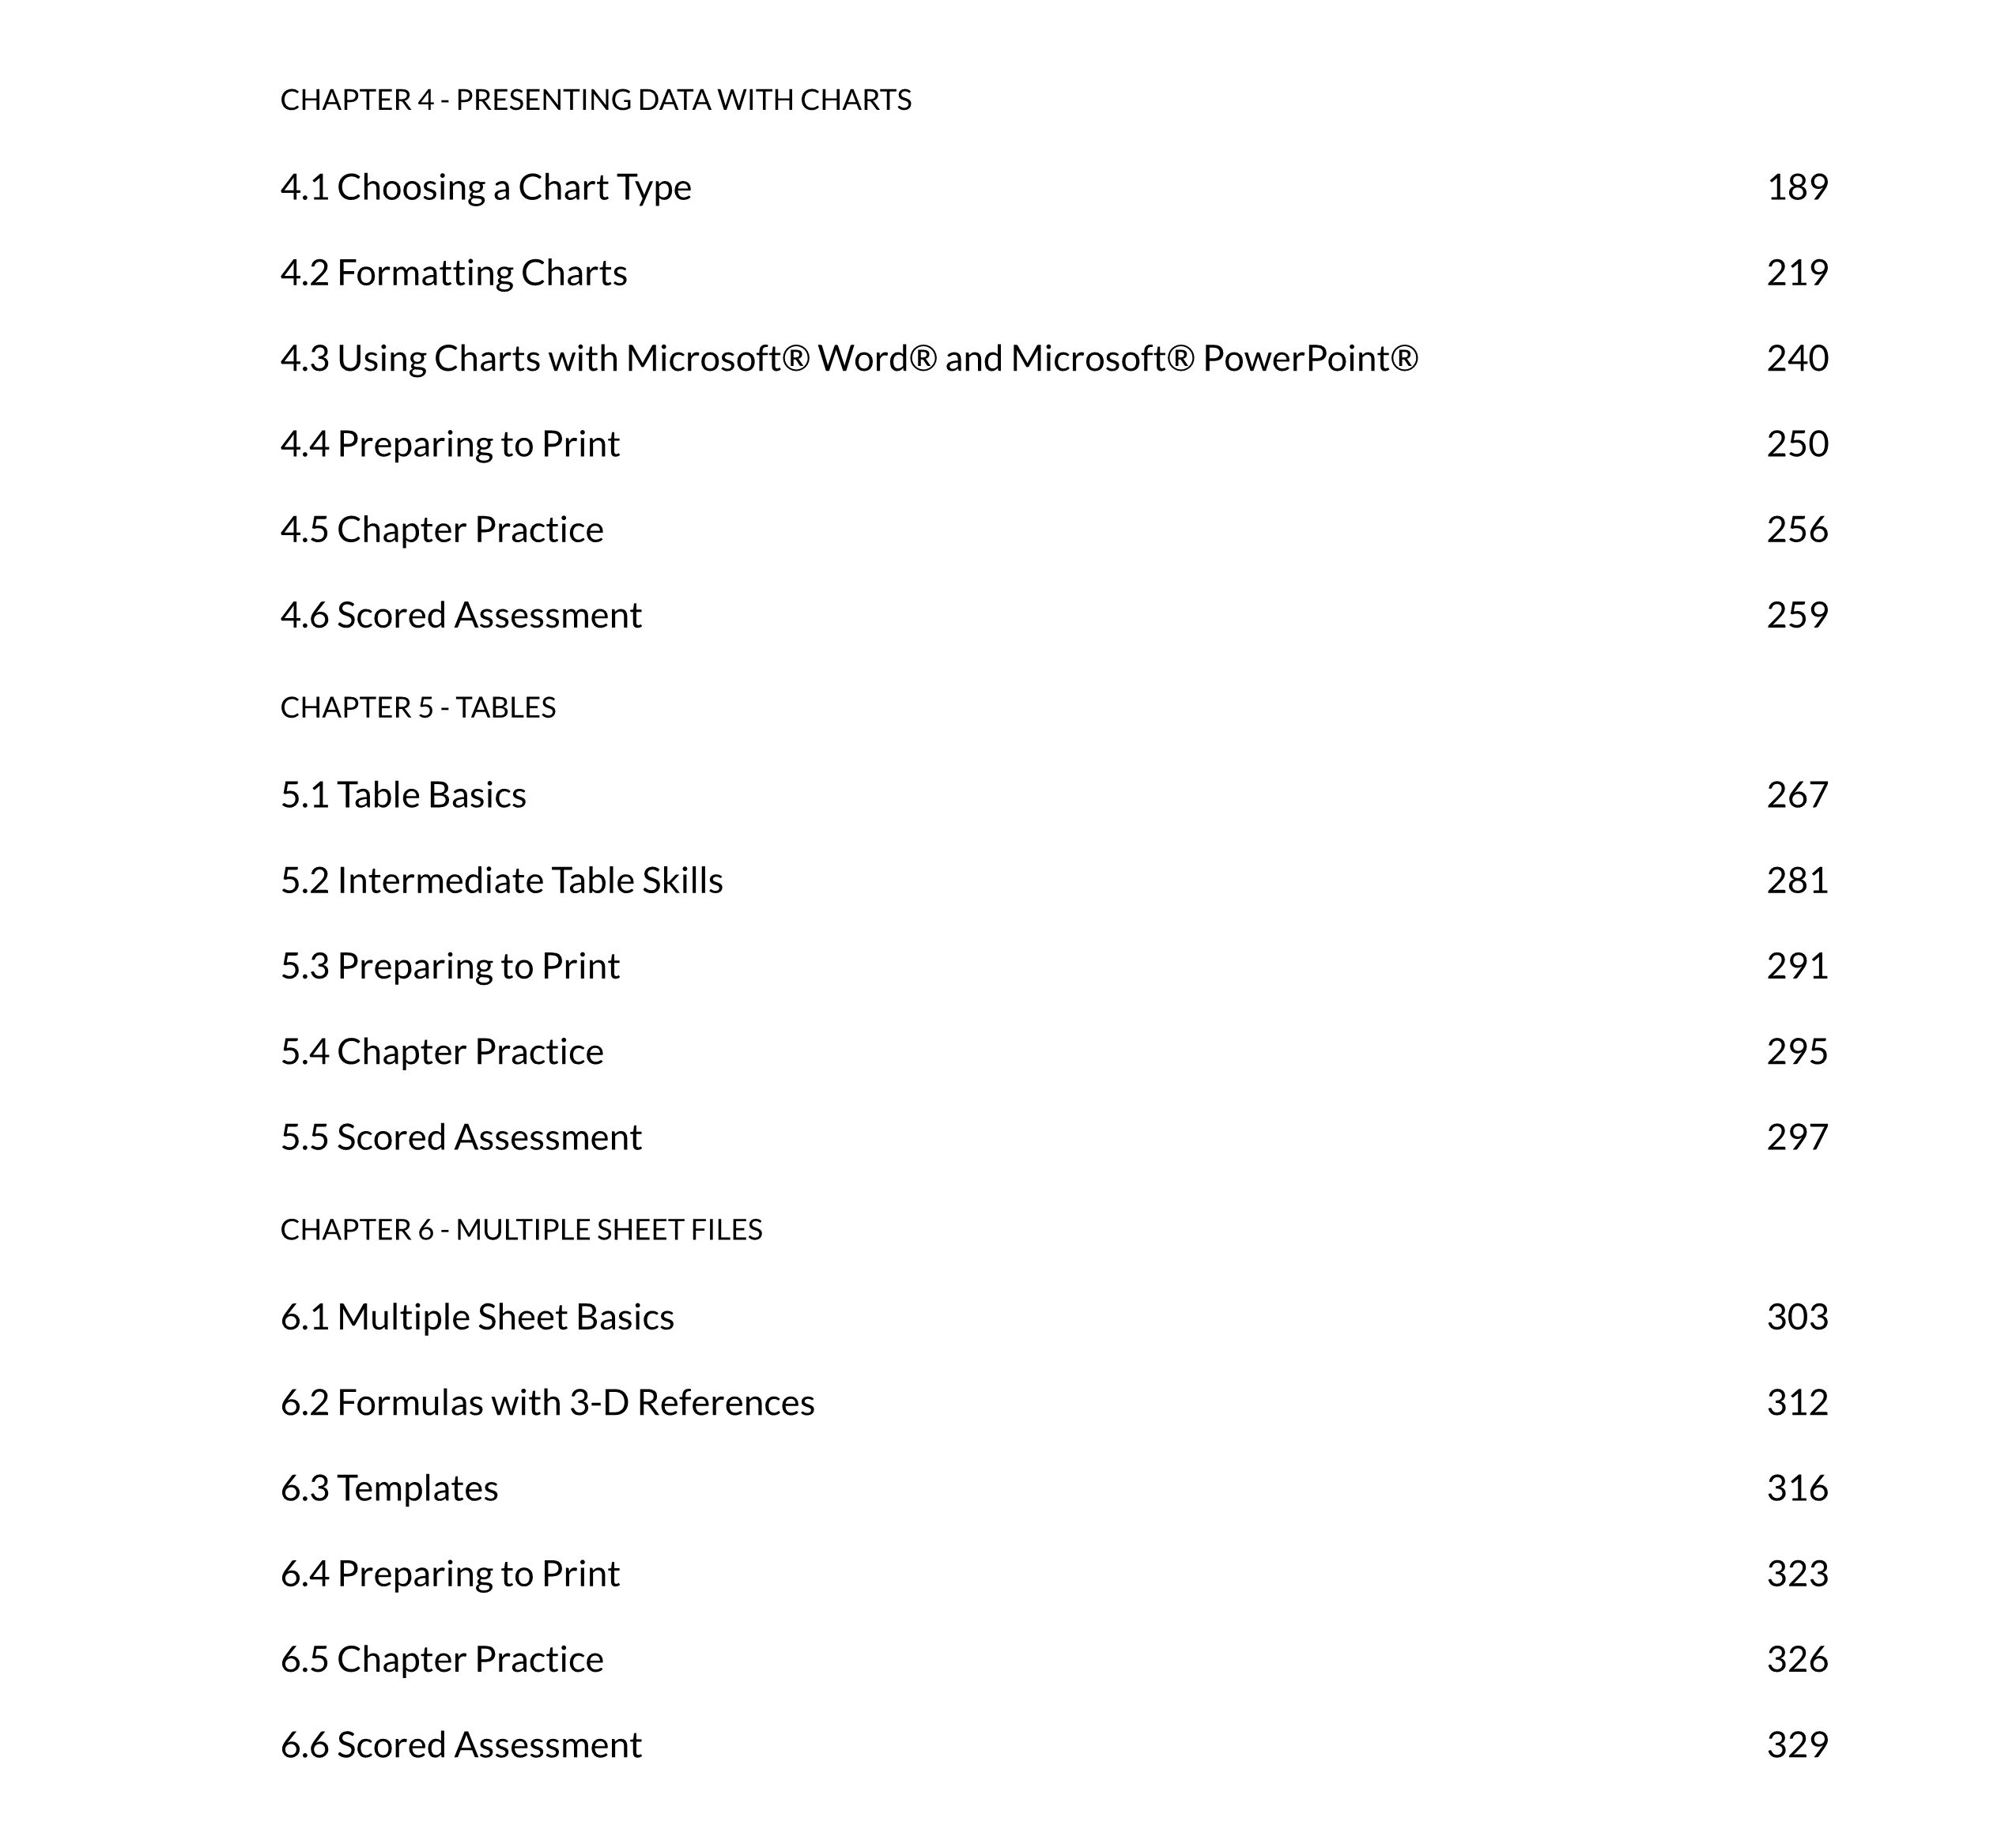 CHAPTER 4 - PRESENTING DATA WITH CHARTS
4.1 Choosing a Chart Type 189
4.2 Formatting Charts 219
4.3 Using Charts with Microsoft® Word® and Microsoft® PowerPoint® 240
4.4 Preparing to Print 250
4.5 Chapter Practice 256
4.6 Scored Assessment 259
CHAPTER 5 - TABLES
5.1 Table Basics 267
5.2 Intermediate Table Skills 281
5.3 Preparing to Print 291
5.4 Chapter Practice 295
5.5 Scored Assessment 297
CHAPTER 6 - MULTIPLE SHEET FILES
6.1 Multiple Sheet Basics 303
6.2 Formulas with 3-D References 312
6.3 Templates 316
6.4 Preparing to Print 323
6.5 Chapter Practice 326
6.6 Scored Assessment 329